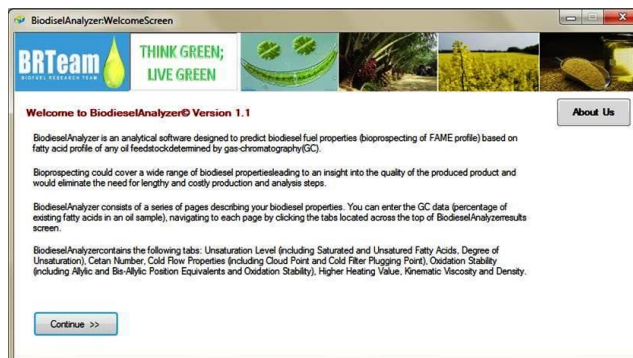 BiodiselAnalyzer:WelcomeScreen
BRTeam
BIOFUEL RESEARCH TEAM
THINK GREEN;
LIVE GREEN
Welcome to BiodieselAnalyzer© Version 1.1
About Us
BiodieselAnalyzer is an analytical software designed to predict biodiesel fuel properties (bioprospecting of FAME profile) based on
fatty acid profile of any oil feedstockdetermind by gas-chromatography(GC).
Bioprospecting could cover a wide range of biodiesel propertiesleading to an insight into the quality of the produced product and
would eliminate the need for lengthy and costly production and analysis steps.
BiodieselAnalyzer consists of a series of pages describing your biodiesel properties. You can enter the GC data (percentage of
existing fatty acids in an oil sample), navigating to each page by clicking the tabs located across the top of BiodieselAnalyzerresults
screen.
BiodieselAnalyzercontains the following tabs: Unsaturation Level (including Saturated and Unsatured Fatty Acids, Degree of
Unsaturation), Cetan Number, Cold Flow Properties (including Cloud Point and Cold Filter Plugging Point), Oxidation Stability
(including Allylic and Bis-Allylic Position Equivalents and Oxidation Stability), Higher Heating Value, Kinematic Viscosity and Density.
Continue >>